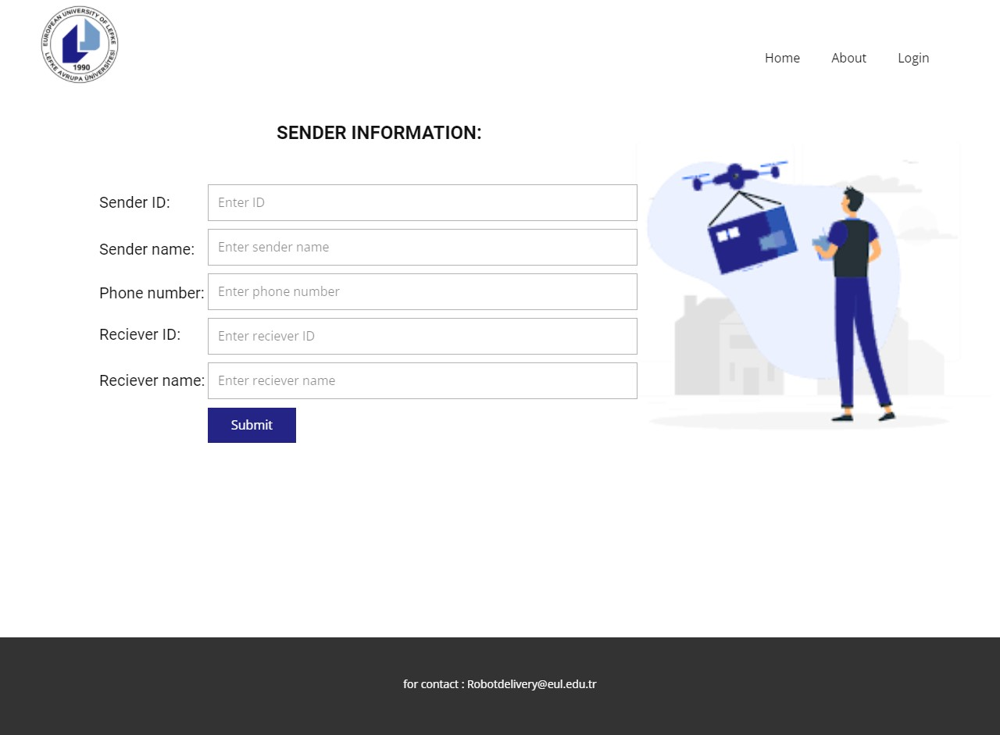 EUROPEAN UNIVERSITY OF LEFKE
LEFKE AVRUPA ÜNİVERSİTESİ
1990
Home
About
Login
SENDER INFORMATION:
Sender ID:
Enter ID
Sender name:
Enter sender name
Phone number:
Enter phone number
Reciever ID:
Enter reciever ID
Reciever name:
Enter reciever name
Submit
for contact : Robotdelivery@eul.edu.tr